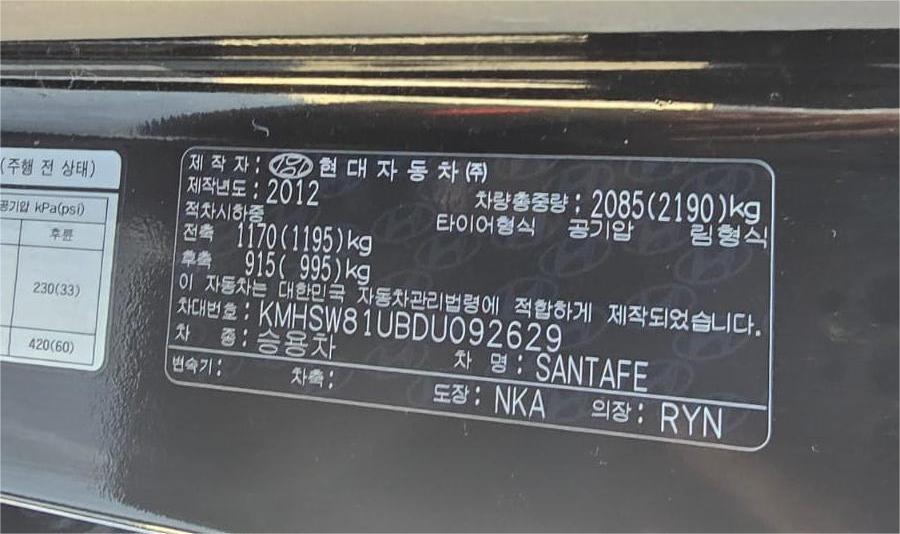 (주행 전 상태)
공기압 kPa(psi)
후륜
230(33)
420(60)
제 작 자 : 현대자동차(주)
제작년도 : 2012
차량총중량 : 2085(2190)kg
적차시하중
타이어형식 공기압 림형식
전축 1170(1195)kg
후축 915( 995)kg
이 자동차는 대한민국 자동차관리법령에 적합하게 제작되었습니다.
차대번호 : KMHSW81UBDU092629
차 종 : 승용차
차 명 : SANTAFE
변속기 : 차축 : 도장 : NKA 의장 : RYN